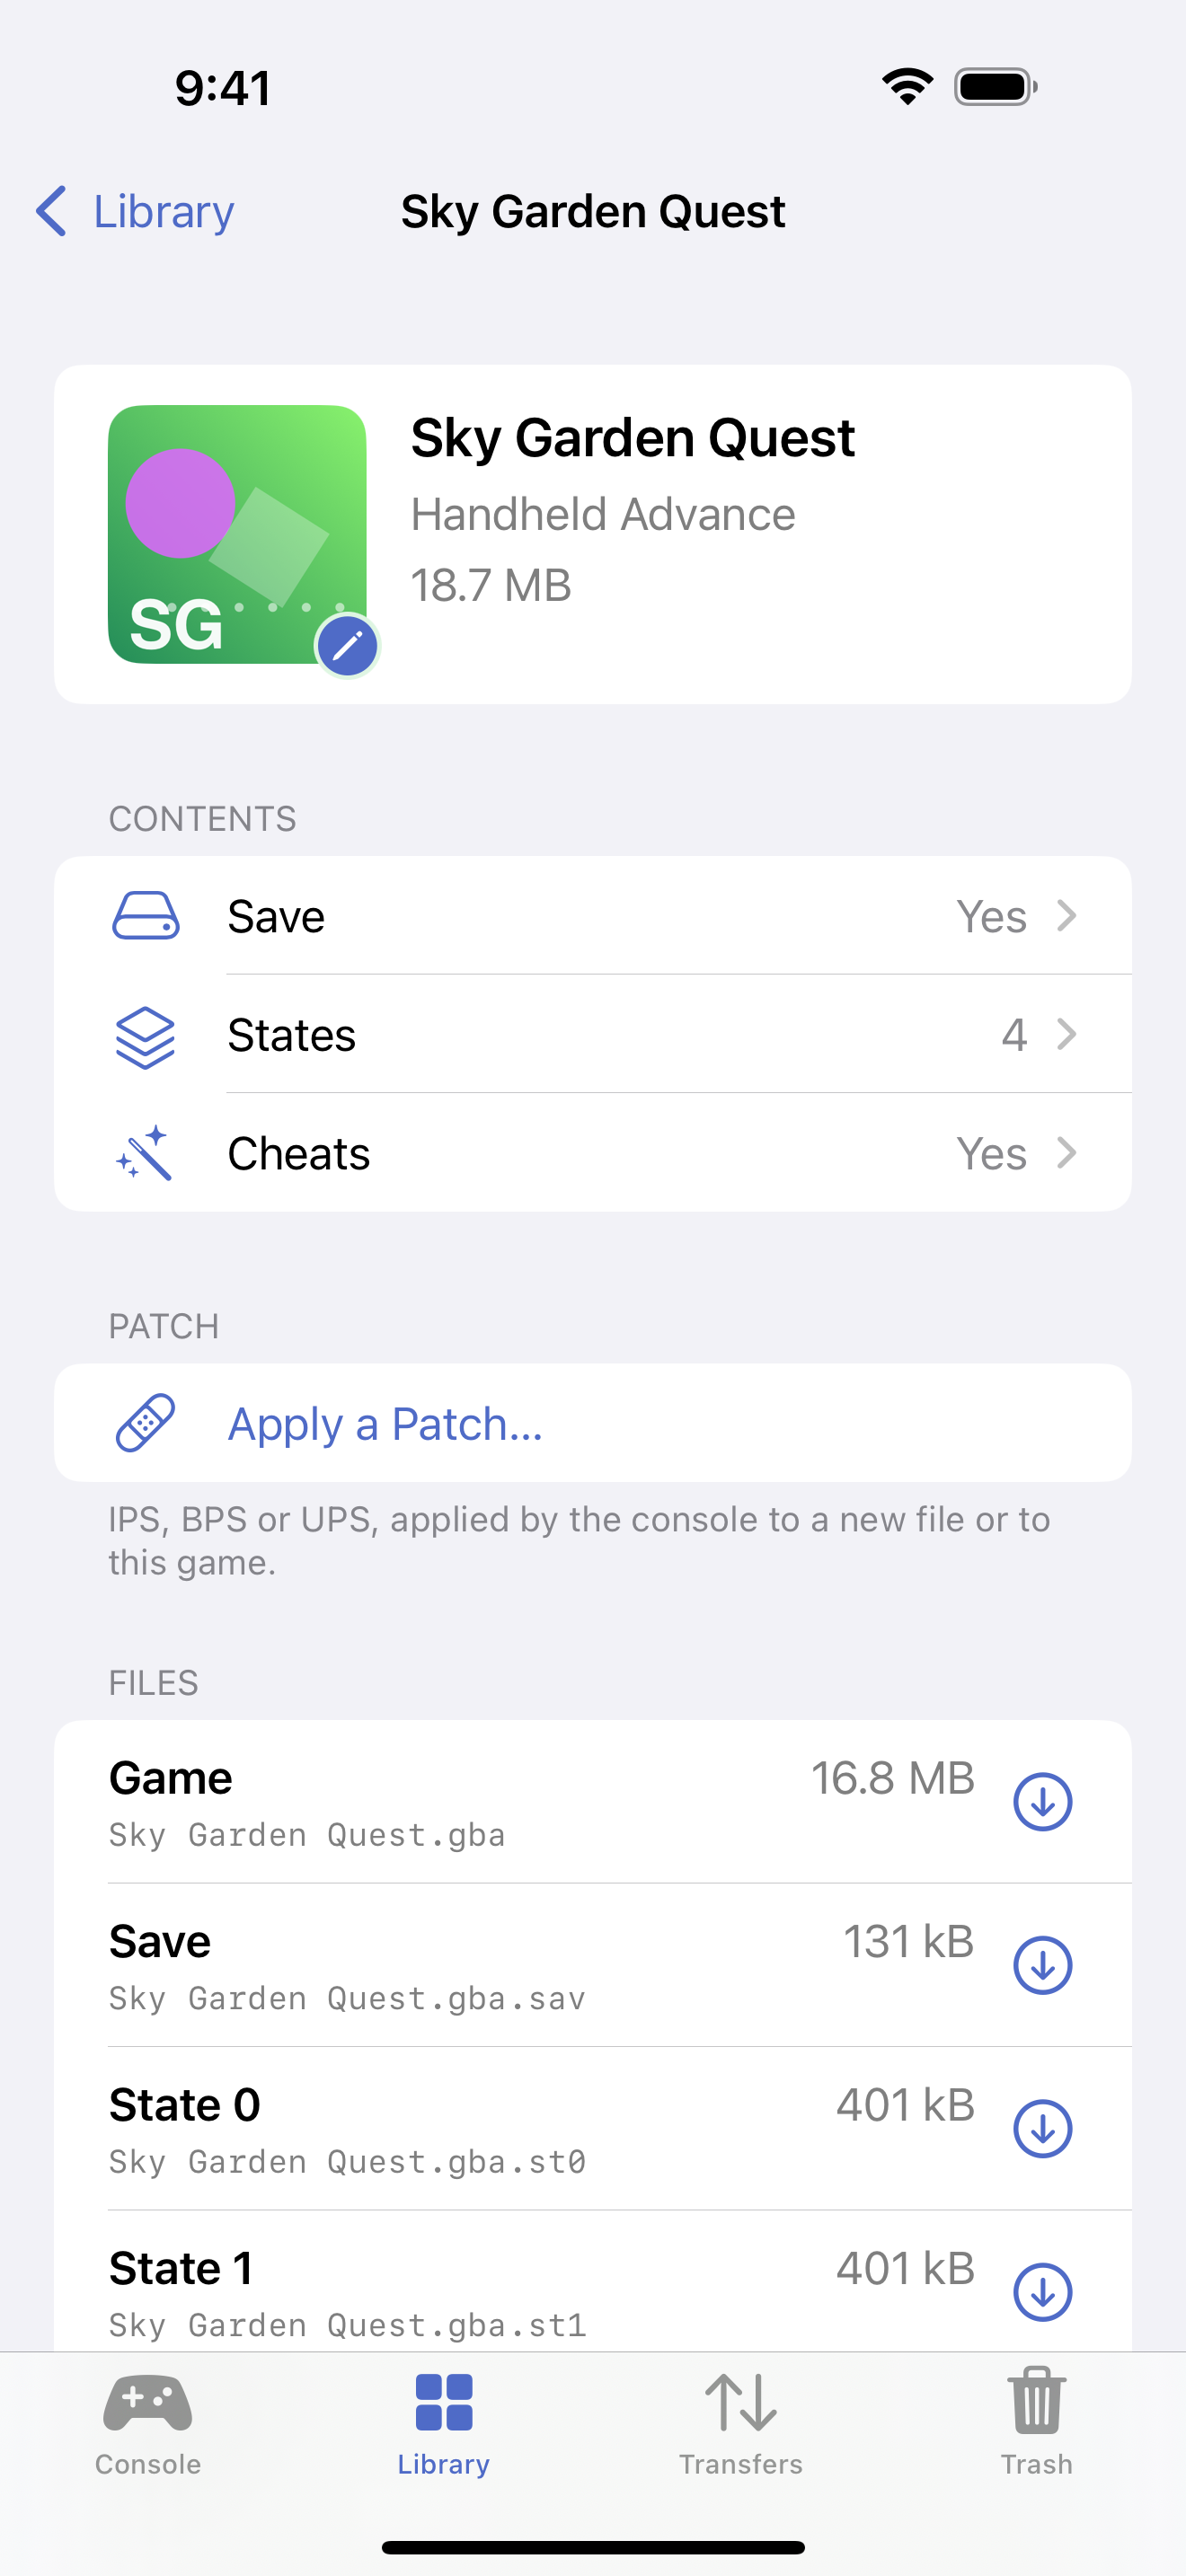 9:41
Library
Sky Garden Quest
SG
Sky Garden Quest
Handheld Advance
18.7 MB
CONTENTS
Save Yes
States 4
Cheats Yes
PATCH
Apply a Patch...
IPS, BPS or UPS, applied by the console to a new file or to
this game.
FILES
Game 16.8 MB
Sky Garden Quest.gba
Save 131 kB
Sky Garden Quest.gba.sav
State 0 401 kB
Sky Garden Quest.gba.st0
State 1 401 kB
Sky Garden Quest.gba.st1
Console Library Transfers Trash